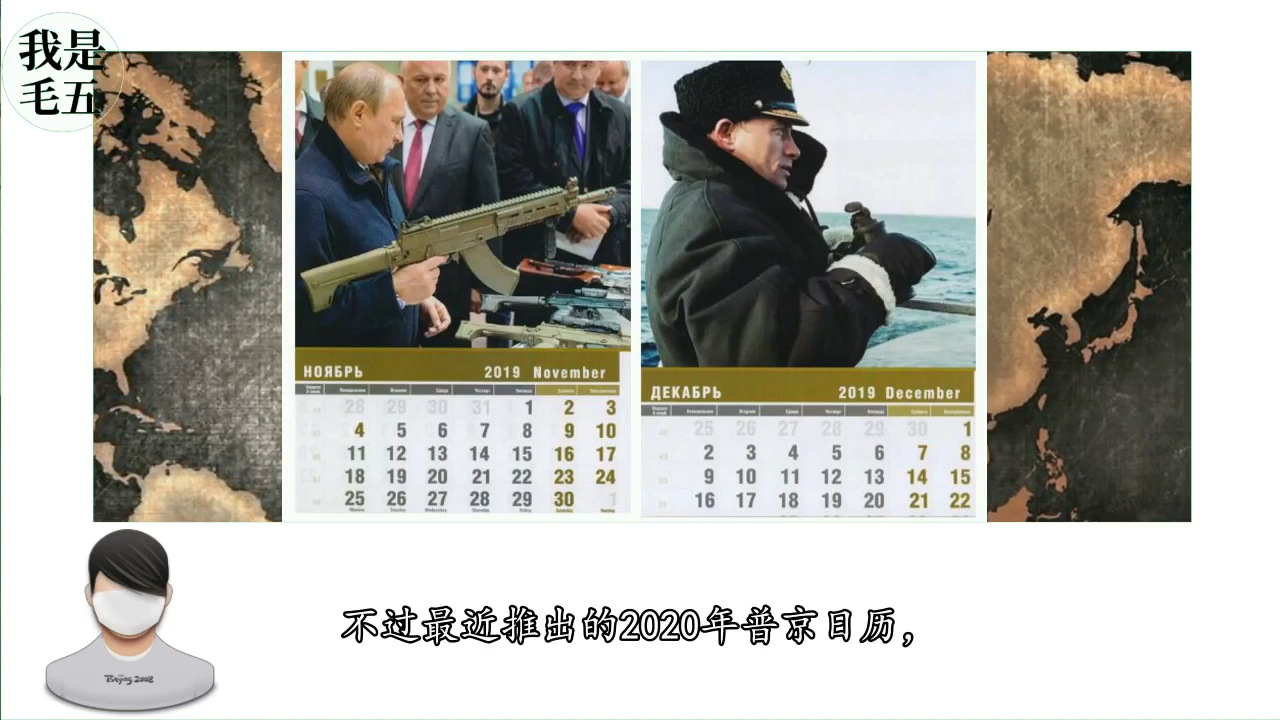 我是
毛五
НОЯБРЬ 2019 November
28 29 30 31 1 2 3
4 5 6 7 8 9 10
11 12 13 14 15 16 17
18 19 20 21 22 23 24
25 26 27 28 29 30 1
ДЕКАБРЬ 2019 December
25 26 27 28 29 30 1
2 3 4 5 6 7 8
9 10 11 12 13 14 15
16 17 18 19 20 21 22
Beijing 2008
不过最近推出的2020年普京日历，